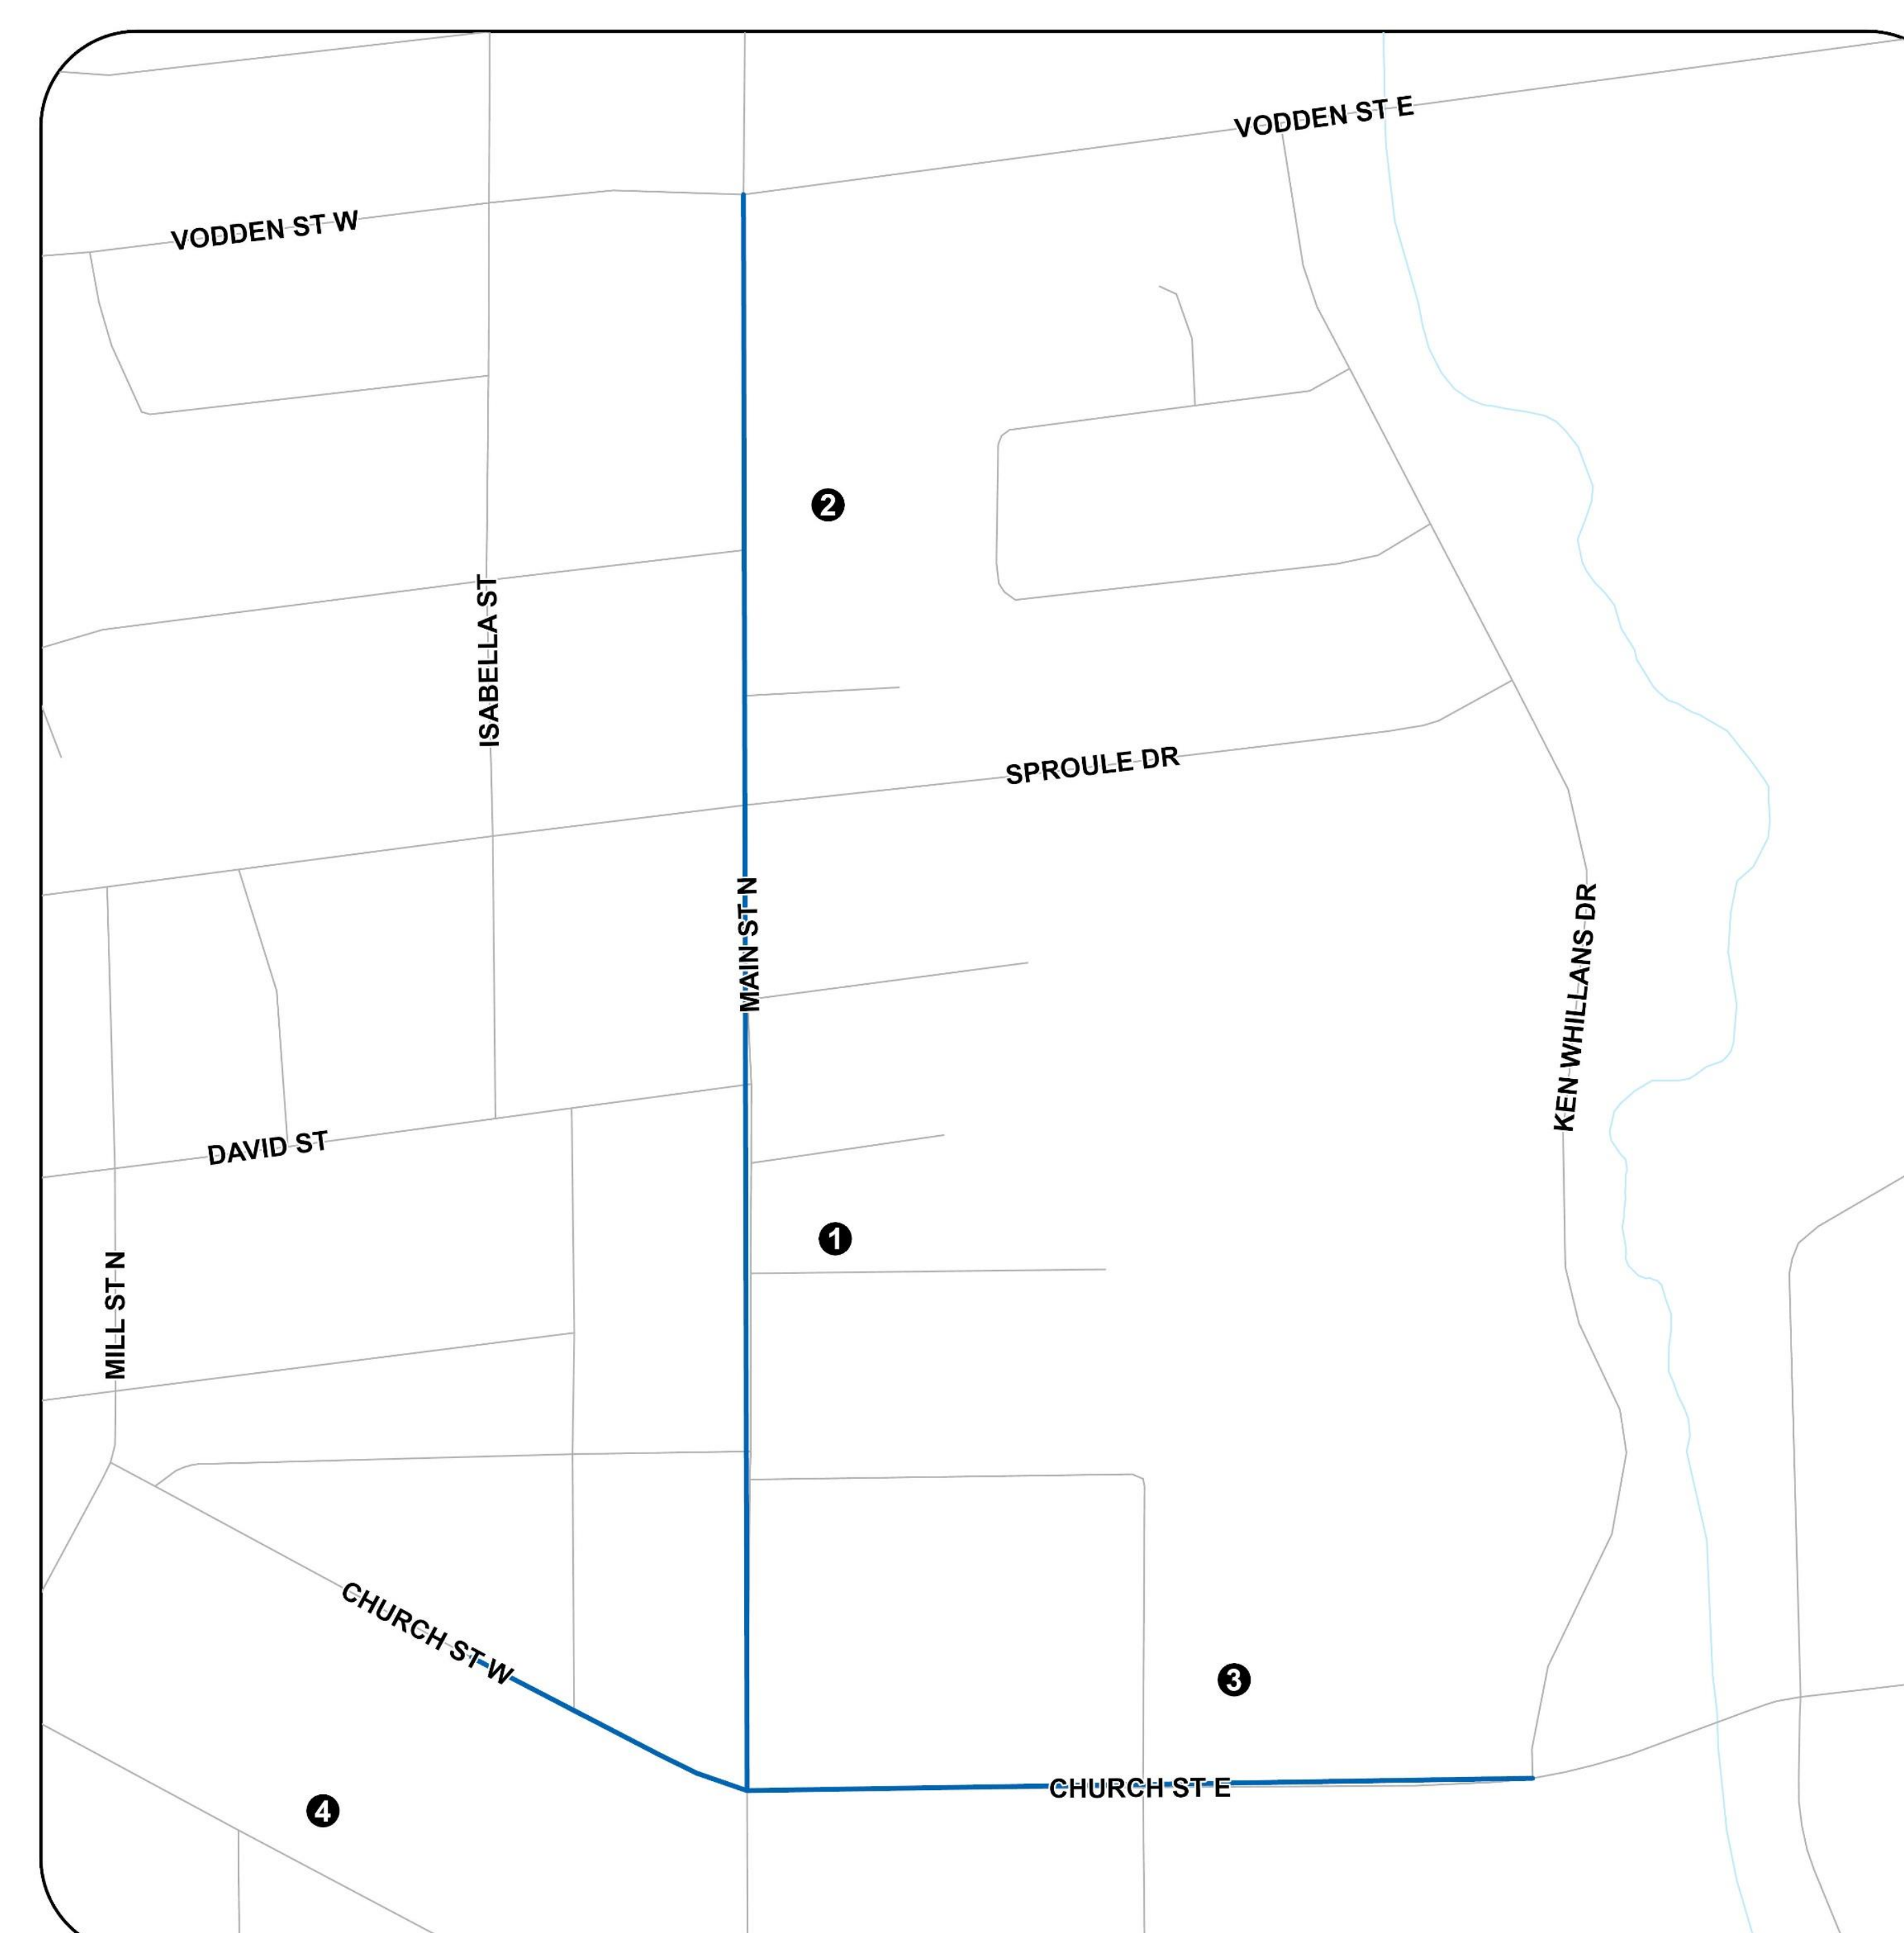 VODDEN ST E
VODDEN ST W
2
ISABELLA ST
SPROULE DR
MAIN ST N
KEN WHILLANS DR
DAVID ST
1
MILL ST N
CHURCH ST W
3
CHURCH ST E
4